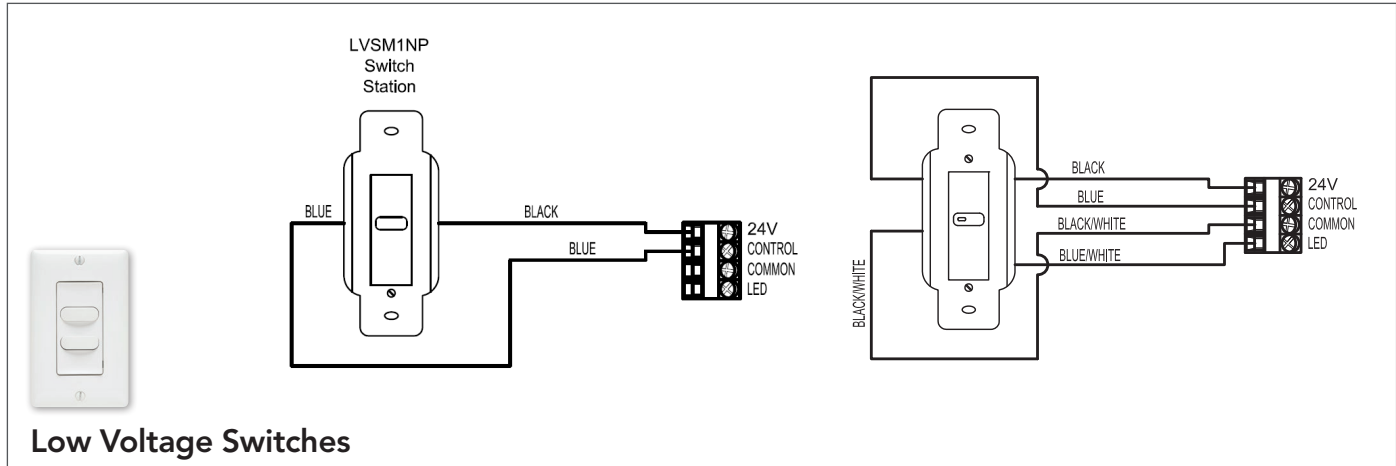 LVSM1NP
Switch
Station
BLUE
BLACK
BLUE
24V
CONTROL
COMMON
LED
BLACK
BLUE
BLACK/WHITE
BLUE/WHITE
BLACK/WHITE
24V
CONTROL
COMMON
LED
Low Voltage Switches